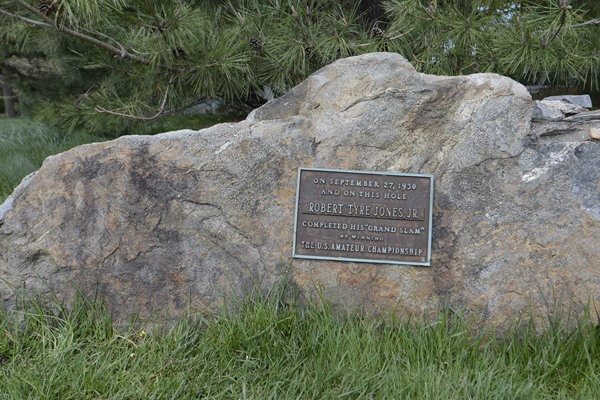 ON SEPTEMBER 27, 1930
AND ON THIS HOLE
ROBERT TYRE JONES, JR.
COMPLETED HIS "GRAND SLAM"
BY WINNING
THE U.S. AMATEUR CHAMPIONSHIP